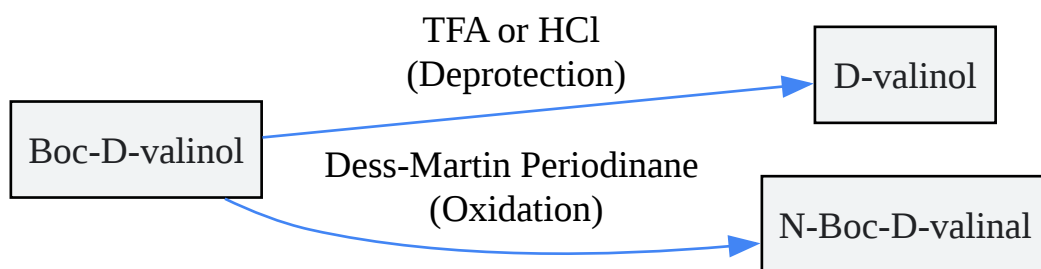 TFA or HCl
(Deprotection)
D-valinol
Boc-D-valinol
Dess-Martin Periodinane
(Oxidation)
N-Boc-D-valinal